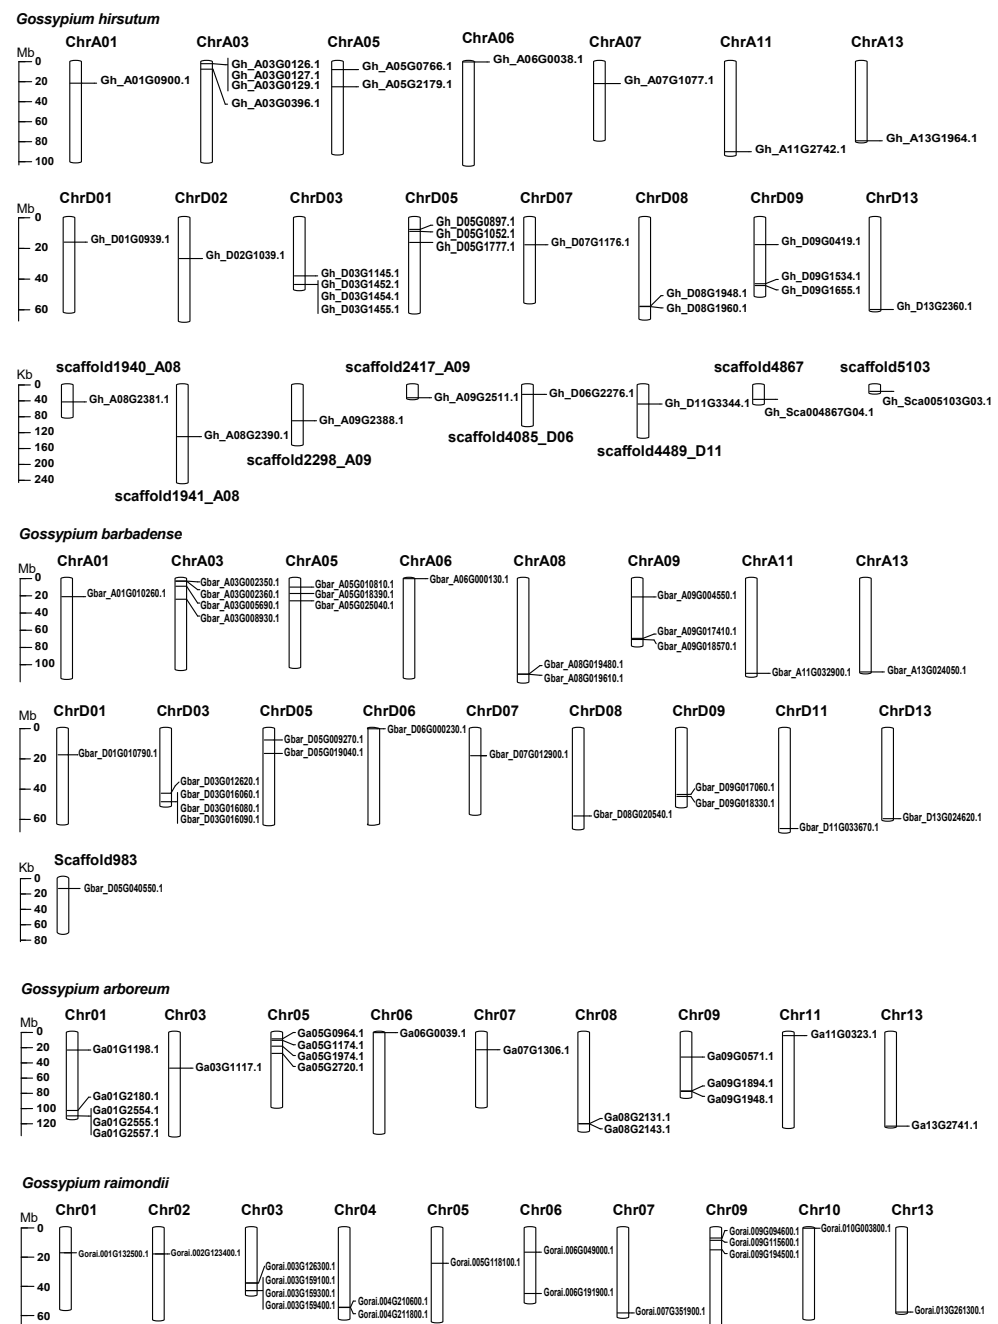 Gossypium hirsutum
ChrA01 ChrA03 ChrA05 ChrA06 ChrA07 ChrA11 ChrA13
Mb
0
20
40
60
80
100
Gh_A01G0900.1
Gh_A03G0126.1
Gh_A03G0127.1
Gh_A03G0129.1
Gh_A03G0396.1
Gh_A05G0766.1
Gh_A05G2179.1
Gh_A06G0038.1
Gh_A07G1077.1
Gh_A11G2742.1
Gh_A13G1964.1
ChrD01 ChrD02 ChrD03 ChrD05 ChrD07 ChrD08 ChrD09 ChrD13
Mb
0
20
40
60
Gh_D01G0939.1
Gh_D02G1039.1
Gh_D03G1145.1
Gh_D03G1452.1
Gh_D03G1454.1
Gh_D03G1455.1
Gh_D05G0897.1
Gh_D05G1052.1
Gh_D05G1777.1
Gh_D07G1176.1
Gh_D08G1948.1
Gh_D08G1960.1
Gh_D09G0419.1
Gh_D09G1534.1
Gh_D09G1655.1
Gh_D13G2360.1
scaffold1940_A08 scaffold2417_A09 scaffold4867 scaffold5103
Kb
0
40
80
120
160
200
240
Gh_A08G2381.1
Gh_A08G2390.1
Gh_A09G2388.1
Gh_A09G2511.1
Gh_D06G2276.1
Gh_D11G3344.1
Gh_Sca004867G04.1
Gh_Sca005103G03.1
scaffold4085_D06
scaffold4489_D11
scaffold2298_A09
scaffold1941_A08
Gossypium barbadense
ChrA01 ChrA03 ChrA05 ChrA06 ChrA08 ChrA09 ChrA11 ChrA13
Mb
0
20
40
60
80
100
Gbar_A01G010260.1
Gbar_A03G002350.1
Gbar_A03G002360.1
Gbar_A03G005690.1
Gbar_A03G008930.1
Gbar_A05G010810.1
Gbar_A05G018390.1
Gbar_A05G025040.1
Gbar_A06G000130.1
Gbar_A08G019480.1
Gbar_A08G019610.1
Gbar_A09G004550.1
Gbar_A09G017410.1
Gbar_A09G018570.1
Gbar_A11G032900.1
Gbar_A13G024050.1
ChrD01 ChrD03 ChrD05 ChrD06 ChrD07 ChrD08 ChrD09 ChrD11 ChrD13
Mb
0
20
40
60
Gbar_D01G010790.1
Gbar_D03G012620.1
Gbar_D03G016060.1
Gbar_D03G016080.1
Gbar_D03G016090.1
Gbar_D05G009270.1
Gbar_D05G019040.1
Gbar_D06G000230.1
Gbar_D07G012900.1
Gbar_D08G020540.1
Gbar_D09G017060.1
Gbar_D09G018330.1
Gbar_D11G033670.1
Gbar_D13G024620.1
Scaffold983
Kb
0
20
40
60
80
Gbar_D05G040550.1
Gossypium arboreum
Chr01 Chr03 Chr05 Chr06 Chr07 Chr08 Chr09 Chr11 Chr13
Mb
0
20
40
60
80
100
120
Ga01G1198.1
Ga01G2180.1
Ga01G2554.1
Ga01G2555.1
Ga01G2557.1
Ga03G1117.1
Ga05G0964.1
Ga05G1174.1
Ga05G1974.1
Ga05G2720.1
Ga06G0039.1
Ga07G1306.1
Ga08G2131.1
Ga08G2143.1
Ga09G0571.1
Ga09G1894.1
Ga09G1948.1
Ga11G0323.1
Ga13G2741.1
Gossypium raimondii
Chr01 Chr02 Chr03 Chr04 Chr05 Chr06 Chr07 Chr09 Chr10 Chr13
Mb
0
20
40
60
Gorai.001G132500.1
Gorai.002G123400.1
Gorai.003G126300.1
Gorai.003G159100.1
Gorai.003G159300.1
Gorai.003G159400.1
Gorai.004G210600.1
Gorai.004G211800.1
Gorai.005G118100.1
Gorai.006G049000.1
Gorai.006G191900.1
Gorai.007G351900.1
Gorai.009G094600.1
Gorai.009G115600.1
Gorai.009G194500.1
Gorai.010G003800.1
Gorai.013G261300.1